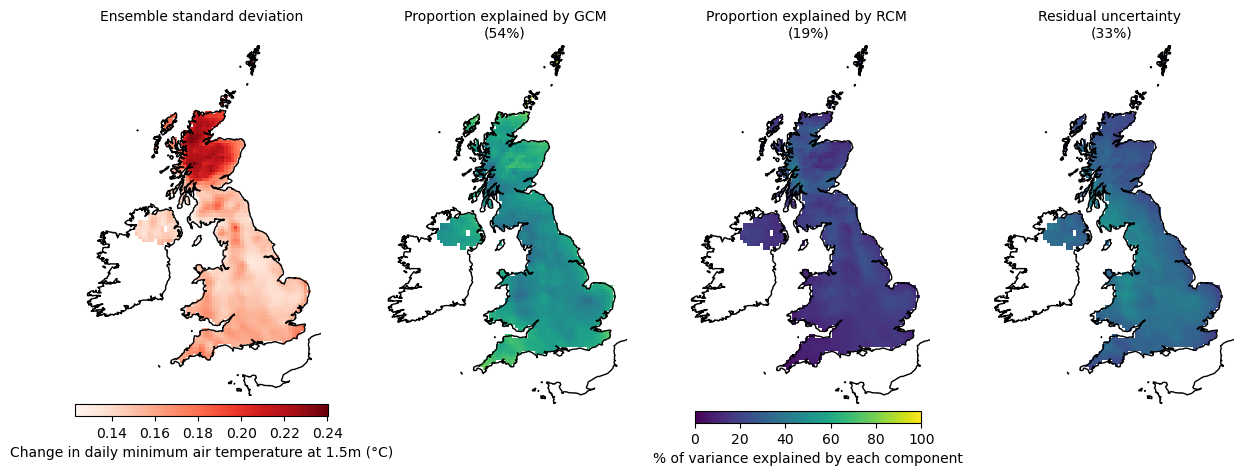 Ensemble standard deviation
Proportion explained by GCM
(54%)
Proportion explained by RCM
(19%)
Residual uncertainty
(33%)
0.14 0.16 0.18 0.20 0.22 0.24
Change in daily minimum air temperature at 1.5m (°C)
0 20 40 60 80 100
% of variance explained by each component